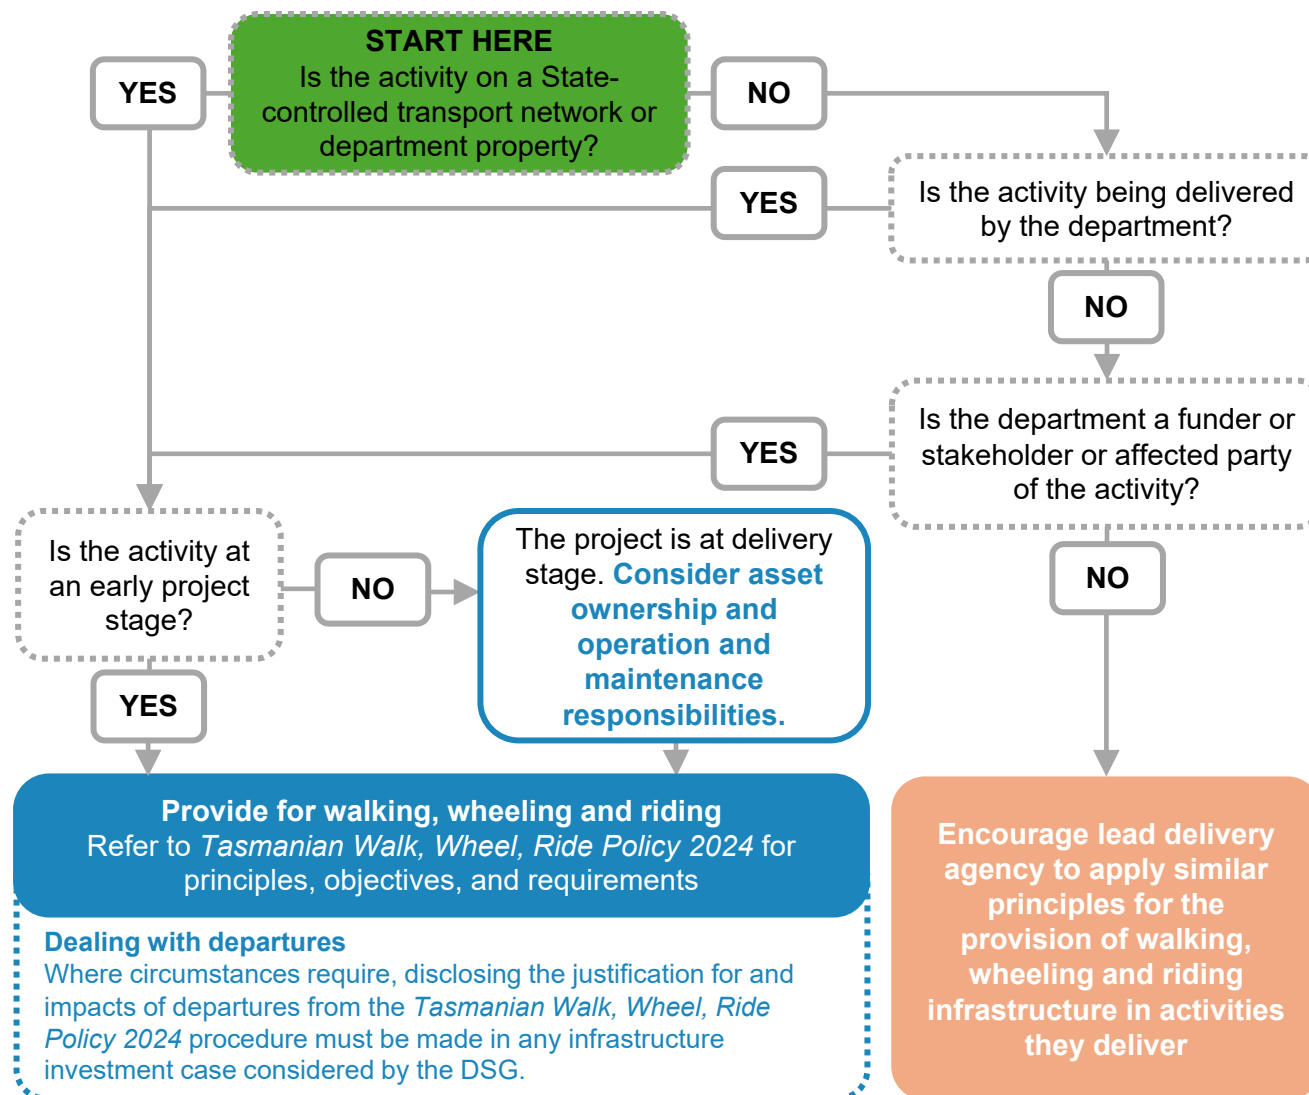 START HERE
Is the activity on a State-
controlled transport network or
department property?
YES
NO
Is the activity being delivered
by the department?
YES
NO
Is the department a funder or
stakeholder or affected party
of the activity?
YES
NO
Is the activity at
an early project
stage?
NO
The project is at delivery
stage. Consider asset
ownership and
operation and
maintenance
responsibilities.
YES
Provide for walking, wheeling and riding
Refer to Tasmanian Walk, Wheel, Ride Policy 2024 for
principles, objectives, and requirements
Dealing with departures
Where circumstances require, disclosing the justification for and
impacts of departures from the Tasmanian Walk, Wheel, Ride
Policy 2024 procedure must be made in any infrastructure
investment case considered by the DSG.
Encourage lead delivery
agency to apply similar
principles for the
provision of walking,
wheeling and riding
infrastructure in activities
they deliver